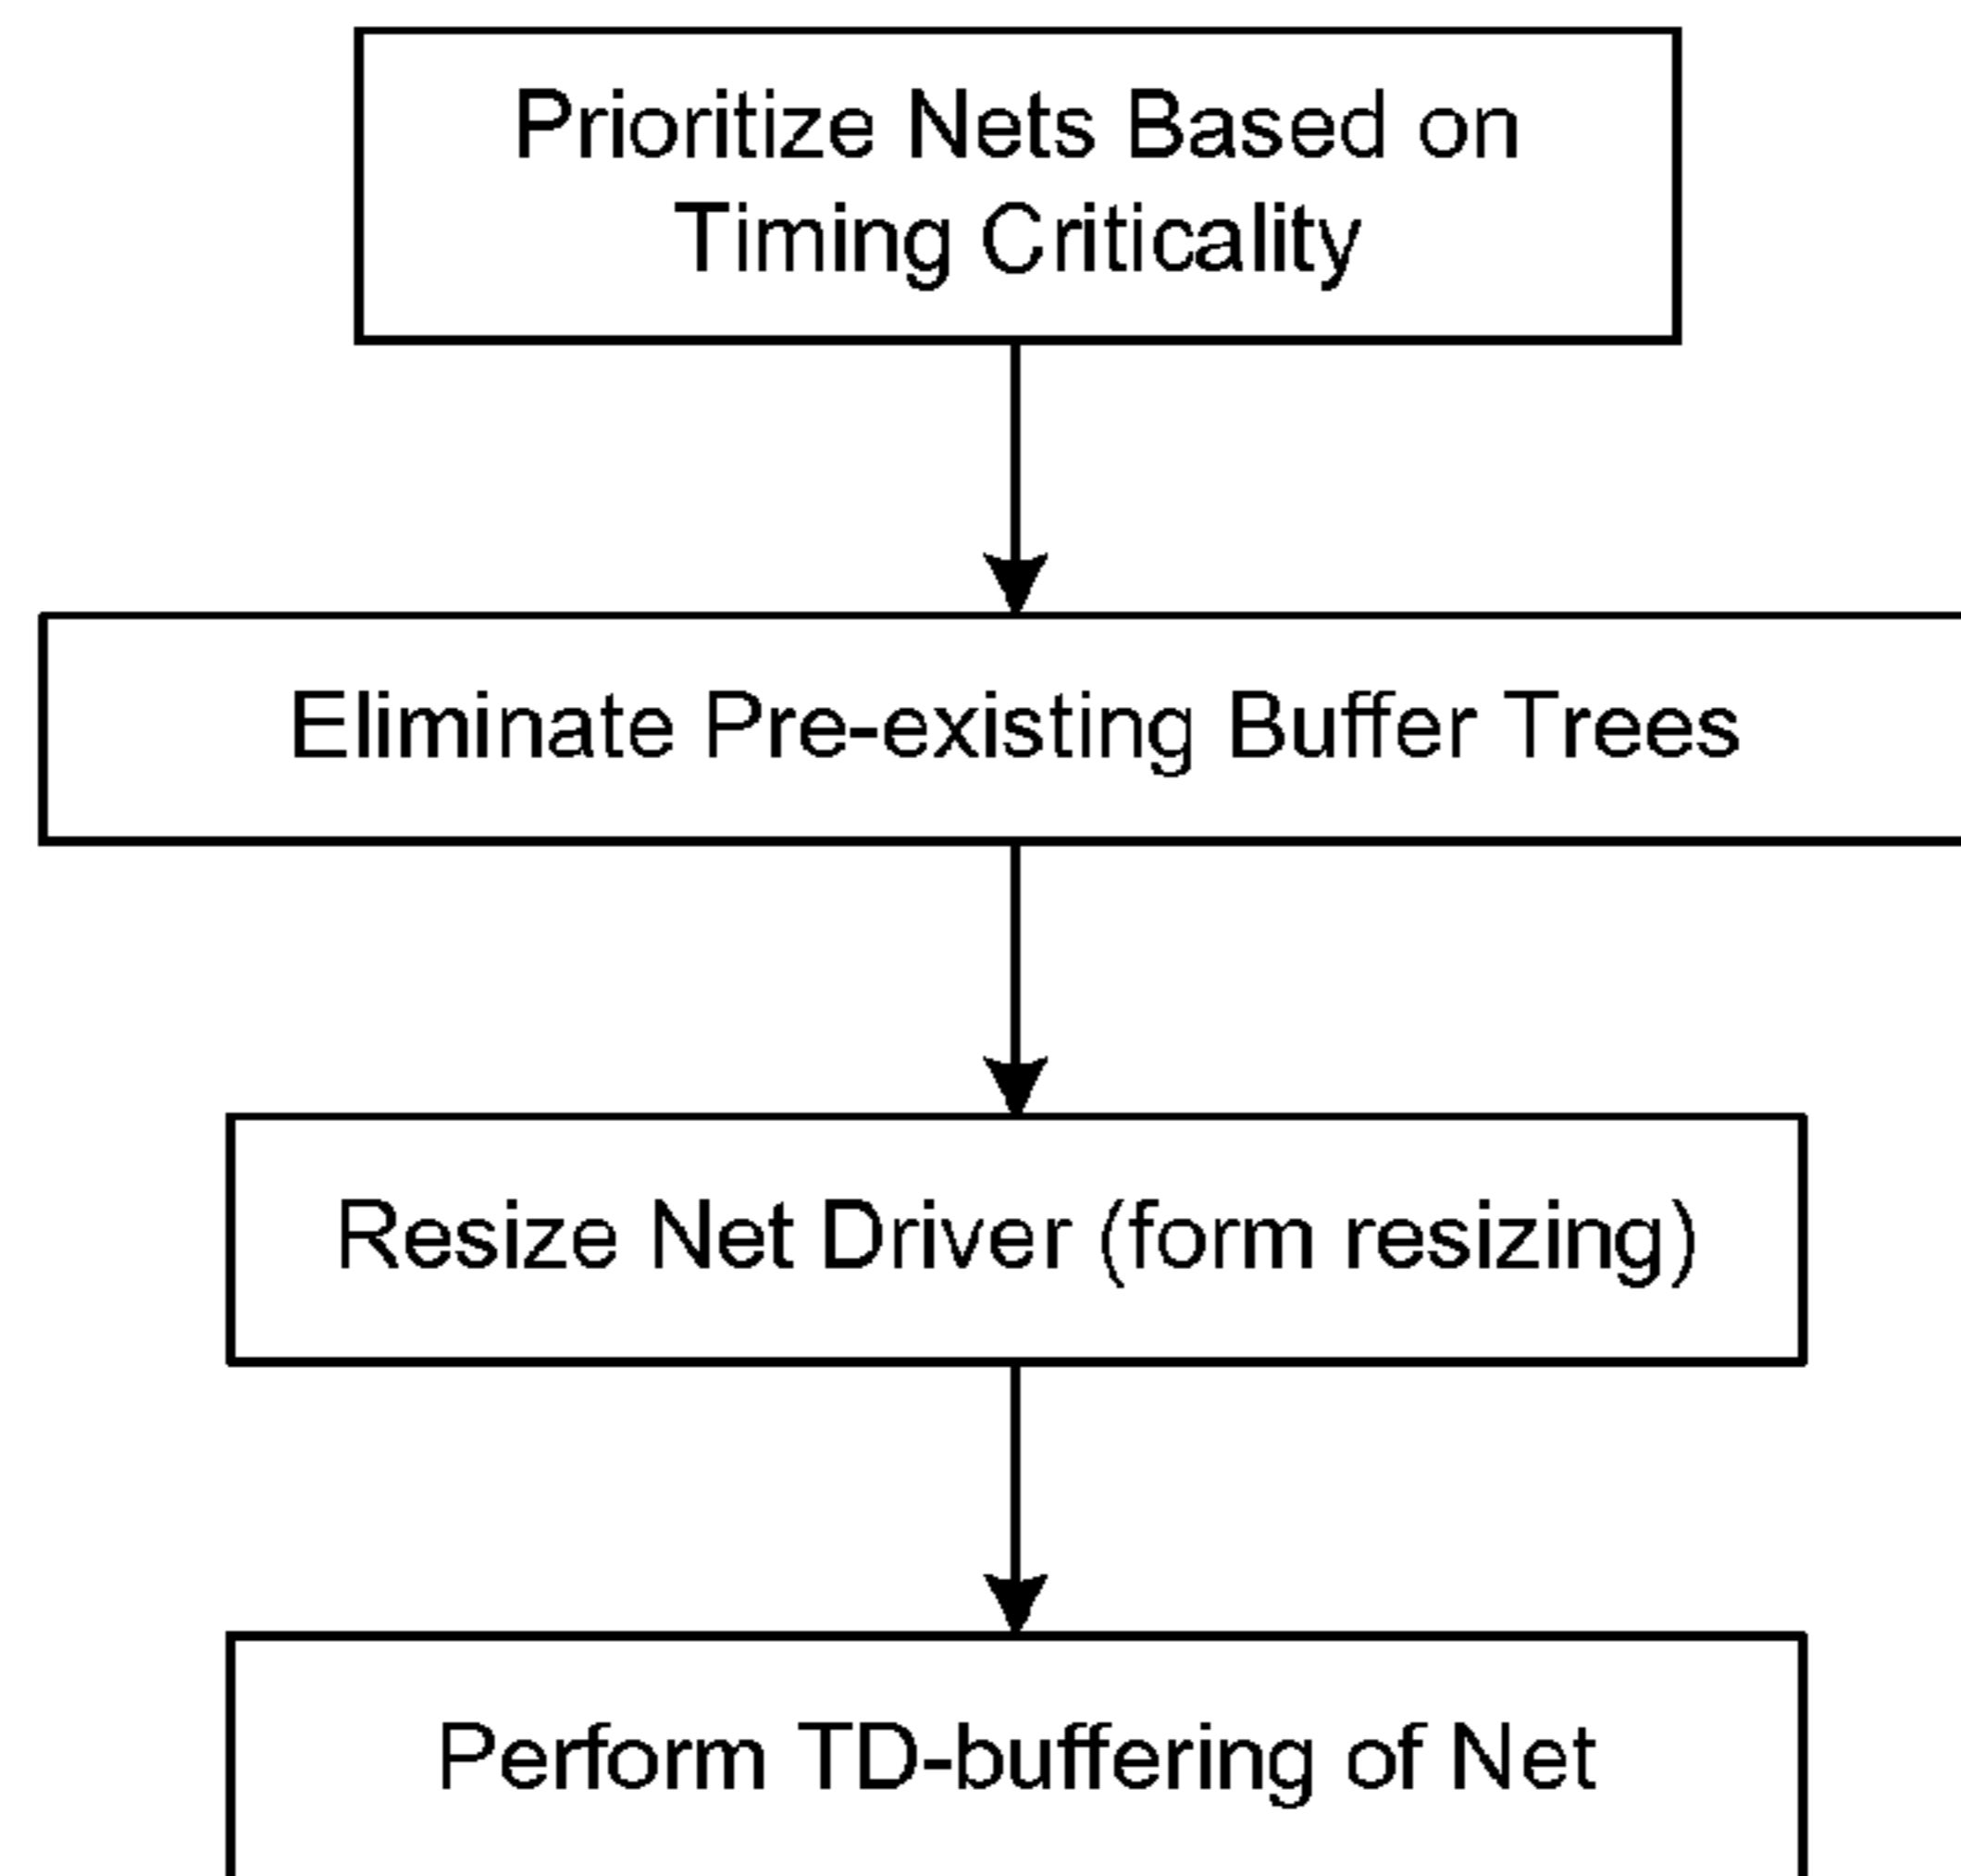 Prioritize Nets Based on
Timing Criticality
Eliminate Pre-existing Buffer Trees
Resize Net Driver (form resizing)
Perform TD-buffering of Net